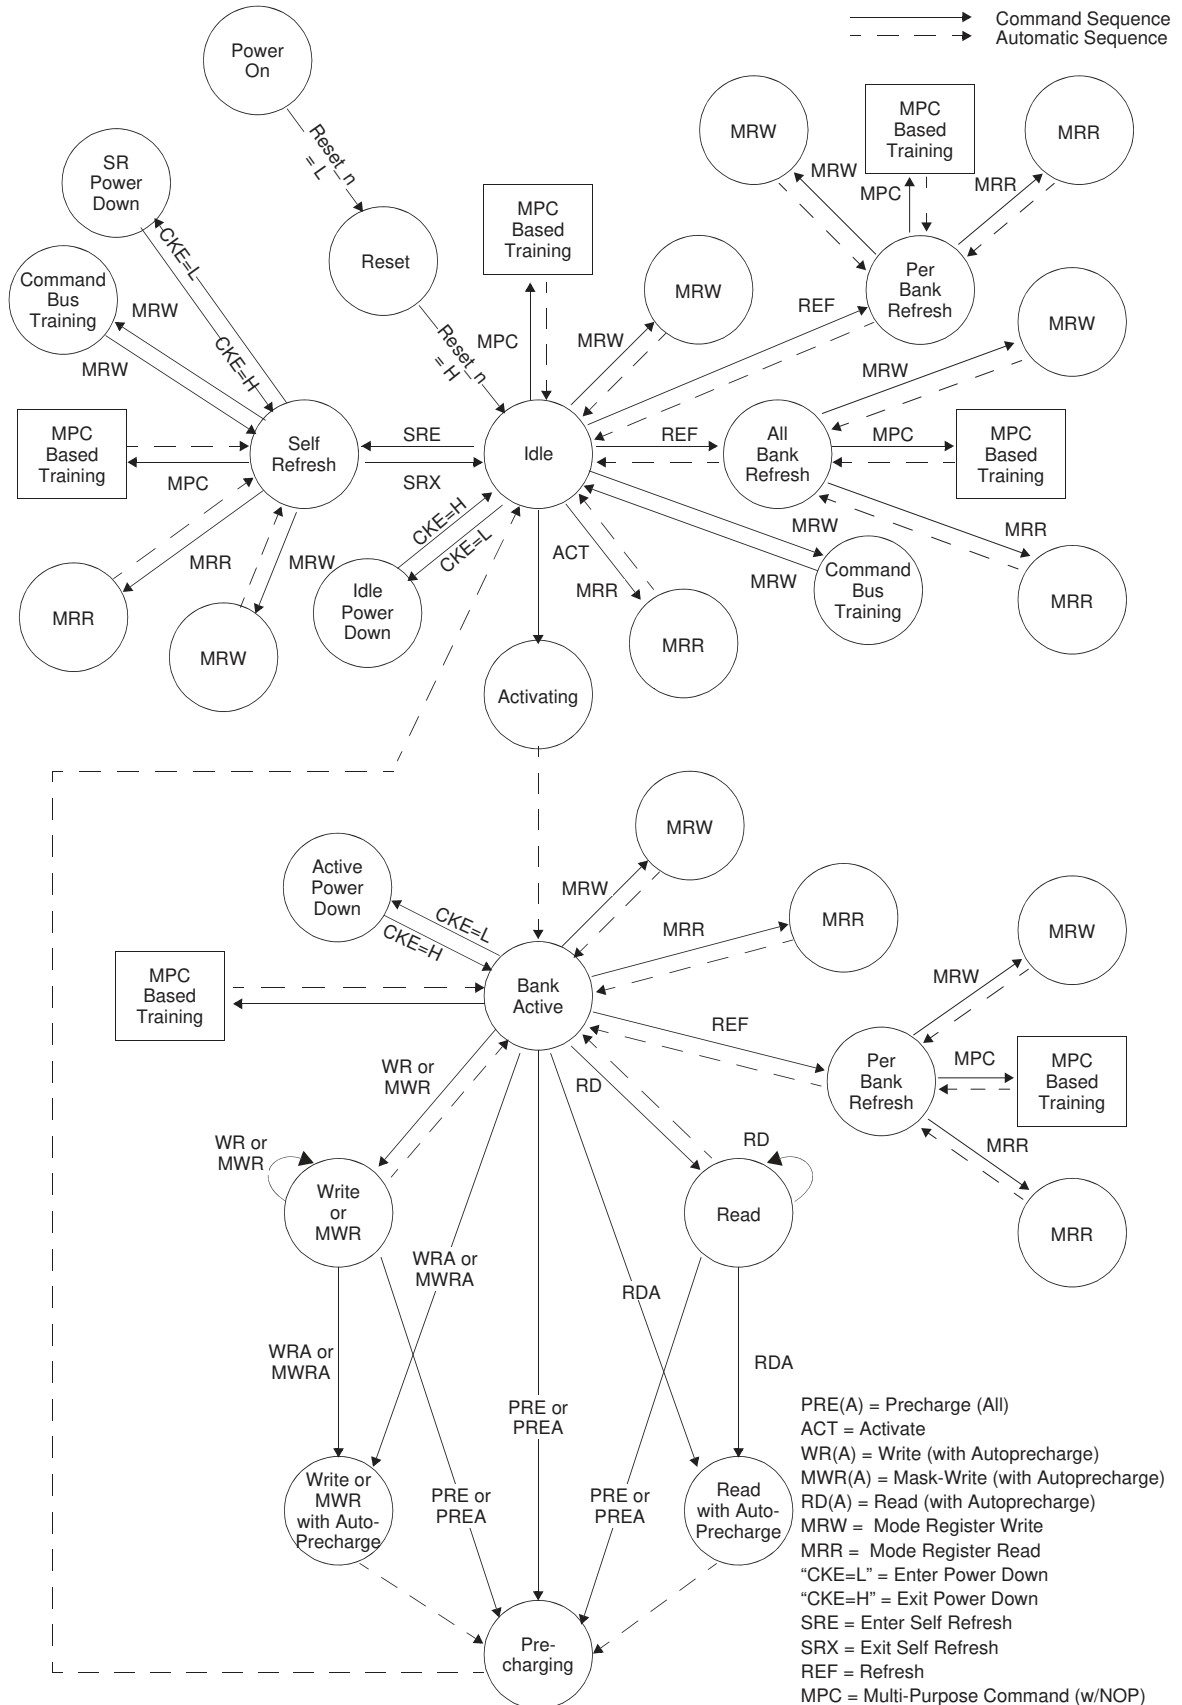 Command Sequence
Automatic Sequence
Power
On
Reset_n
= L
SR
Power
Down
CKE=L
CKE=H
Reset
Reset_n
= H
Command
Bus
Training
MRW
MRW
MPC
Based
Training
MPC
Self
Refresh
MRR
MRR
MRW
MRW
SRE
SRX
CKE=H
CKE=L
Idle
Power
Down
Idle
MPC
Based
Training
MPC
MRW
MRW
MRW
MRW
MPC
Based
Training
MPC
MRR
MRR
Per
Bank
Refresh
REF
REF
All
Bank
Refresh
MRW
MRW
MPC
MPC
Based
Training
MRR
MRR
MRW
MRW
Command
Bus
Training
ACT
MRR
MRR
Activating
Active
Power
Down
CKE=L
CKE=H
MRW
MRW
MRR
MRR
MPC
Based
Training
Bank
Active
REF
Per
Bank
Refresh
MRW
MRW
MPC
MPC
Based
Training
MRR
MRR
WR or
MWR
RD
WR or
MWR
RD
Write
or
MWR
Read
WRA or
MWRA
RDA
WRA or
MWRA
RDA
PRE or
PREA
Write or
MWR
with Auto-
Precharge
PRE or
PREA
PRE or
PREA
Read
with Auto-
Precharge
Pre-
charging
PRE(A) = Precharge (All)
ACT = Activate
WR(A) = Write (with Autoprecharge)
MWR(A) = Mask-Write (with Autoprecharge)
RD(A) = Read (with Autoprecharge)
MRW = Mode Register Write
MRR = Mode Register Read
“CKE=L” = Enter Power Down
“CKE=H” = Exit Power Down
SRE = Enter Self Refresh
SRX = Exit Self Refresh
REF = Refresh
MPC = Multi-Purpose Command (w/NOP)